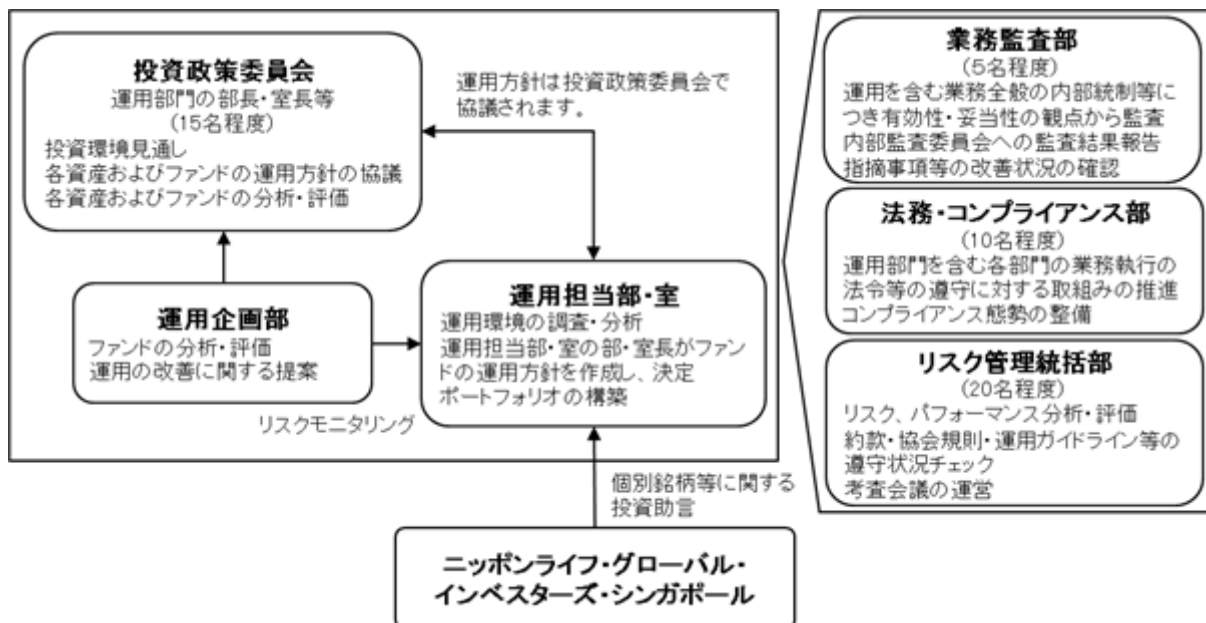 投資政策委員会
運用部門の部長・室長等
(15名程度)
投資環境見通し
各資産およびファンドの運用方針の協議
各資産およびファンドの分析・評価
運用方針は投資政策委員会で
協議されます。
運用企画部
ファンドの分析・評価
運用の改善に関する提案
リスクモニタリング
運用担当部・室
運用環境の調査・分析
運用担当部・室の部・室長がファン
ドの運用方針を作成し、決定
ポートフォリオの構築
個別銘柄等に関する
投資助言
ニッポンライフ・グローバル・
インベスターズ・シンガポール
業務監査部
(5名程度)
運用を含む業務全般の内部統制等に
つき有効性・妥当性の観点から監査
内部監査委員会への監査結果報告
指摘事項等の改善状況の確認
法務・コンプライアンス部
(10名程度)
運用部門を含む各部門の業務執行の
法令等の遵守に対する取組みの推進
コンプライアンス態勢の整備
リスク管理統括部
(20名程度)
リスク、パフォーマンス分析・評価
約款・協会規則・運用ガイドライン等の
遵守状況チェック
考査会議の運営